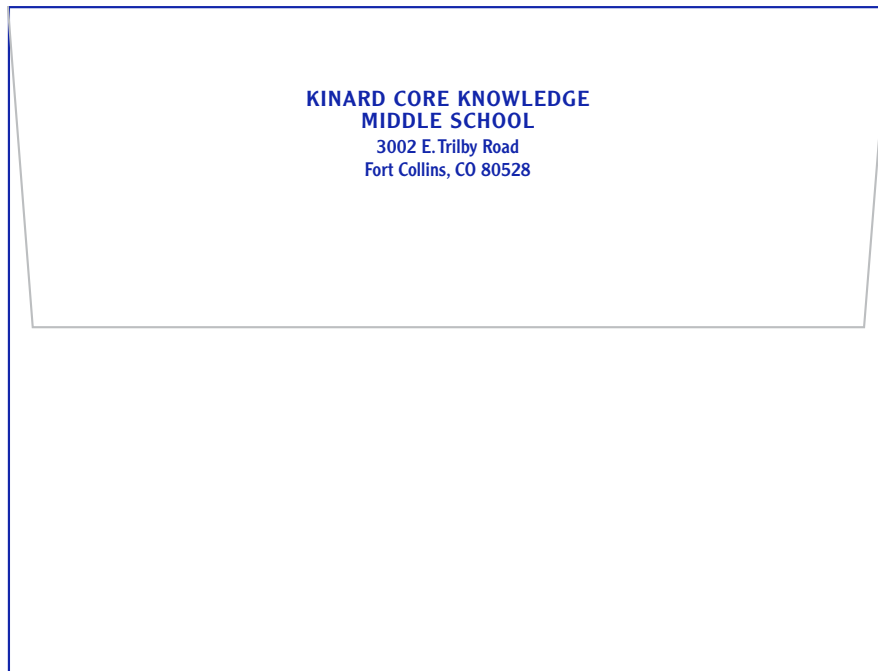 KINARD CORE KNOWLEDGE
MIDDLE SCHOOL
3002 E. Trilby Road
Fort Collins, CO 80528